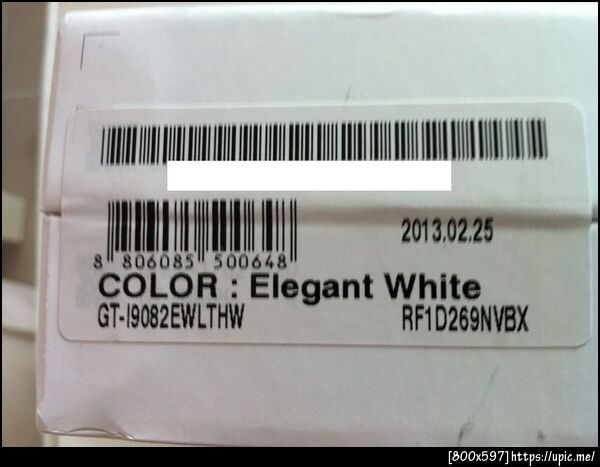 2013.02.25
8 806085 500648
COLOR : Elegant White
GT-I9082EWLTHW RF1D269NVBX
[800x597]https://upic.me/